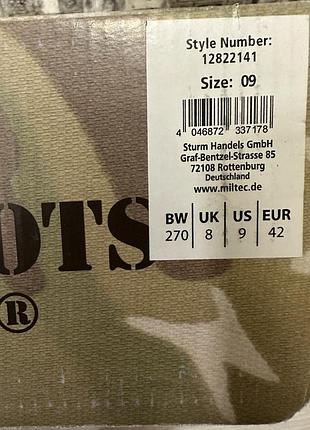 Style Number:
12822141
Size: 09
4 046872 337178
Sturm Handels GmbH
Graf-Bentzel-Strasse 85
72108 Rottenburg
Deutschland
www.miltec.de
BW UK US EUR
270 8 9 42
OTS
®